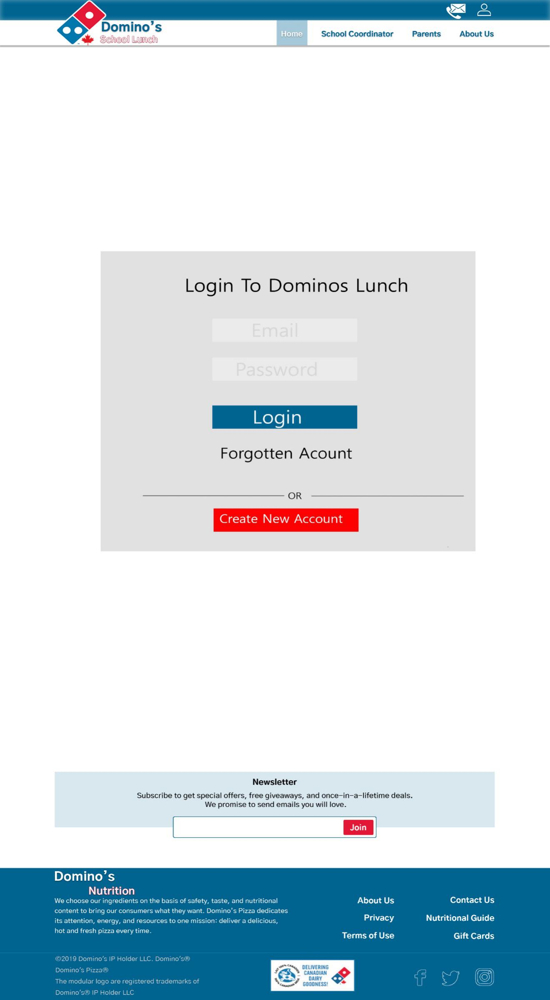 Domino's
School Lunch
Home School Coordinator Parents About Us
Login To Dominos Lunch
Email
Password
Login
Forgotten Acount
OR
Create New Account
Newsletter
Subscribe to get special offers, free giveaways, and once-in-a-lifetime deals.
We promise to send emails you will love.
Join
Domino's
Nutrition
We choose our ingredients on the basis of safety, taste, and nutritional
content to bring our consumers what they want. Domino's Pizza dedicates
its attention, energy, and resources to one mission: deliver a delicious,
hot and fresh pizza every time.
About Us
Privacy
Terms of Use
Contact Us
Nutritional Guide
Gift Cards
©2019 Domino's IP Holder LLC. Domino's®
Domino's Pizza®
The modular logo are registered trademarks of
Domino's® IP Holder LLC
LAIT 100% CANADIEN
100% CANADIAN MILK
DELIVERING
CANADIAN
DAIRY
GOODNESS!